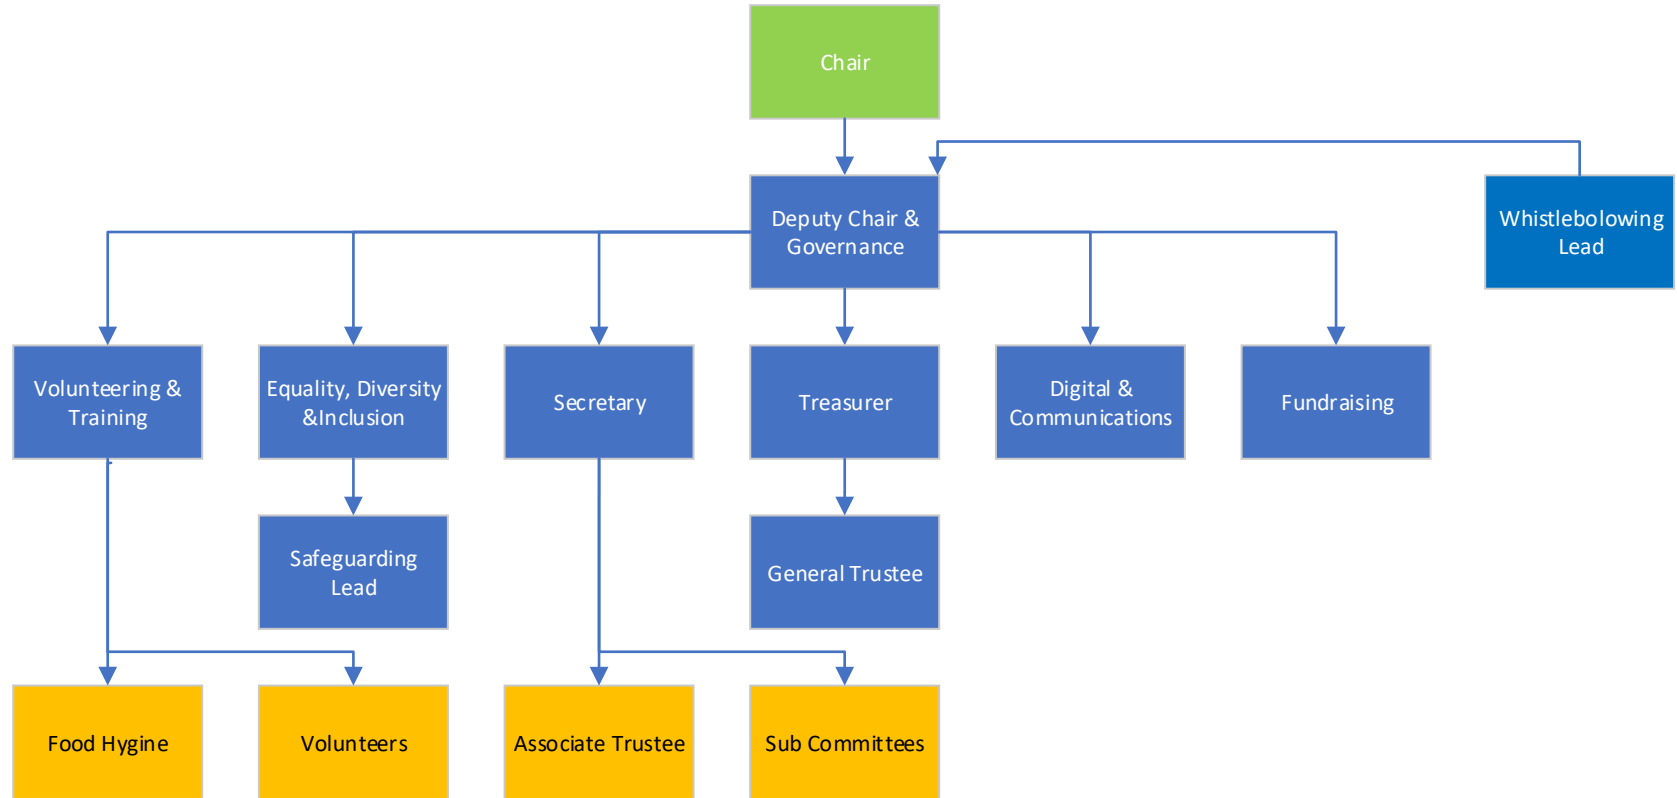 Chair
Deputy Chair &
Governance
Whistlebolowing
Lead
Volunteering &
Training
Equality, Diversity
&Inclusion
Secretary
Treasurer
Digital &
Communications
Fundraising
Safeguarding
Lead
General Trustee
Food Hygine
Volunteers
Associate Trustee
Sub Committees